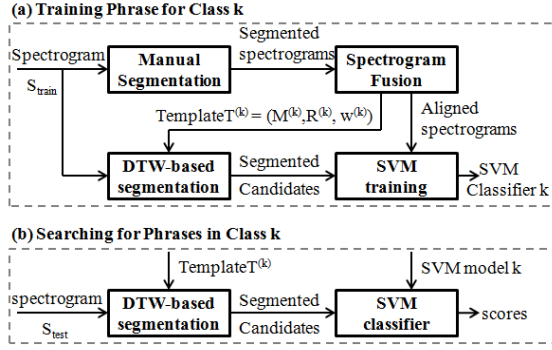 (a) Training Phrase for Class k
Spectrogram
S_train
Manual
Segmentation
Segmented
spectrograms
Spectrogram
Fusion
TemplateT^(k) = (M^(k),R^(k), w^(k))
Aligned
spectrograms
DTW-based
segmentation
Segmented
Candidates
SVM
training
SVM
Classifier k
(b) Searching for Phrases in Class k
TemplateT^(k)
SVM model k
spectrogram
S_test
DTW-based
segmentation
Segmented
Candidates
SVM
classifier
scores